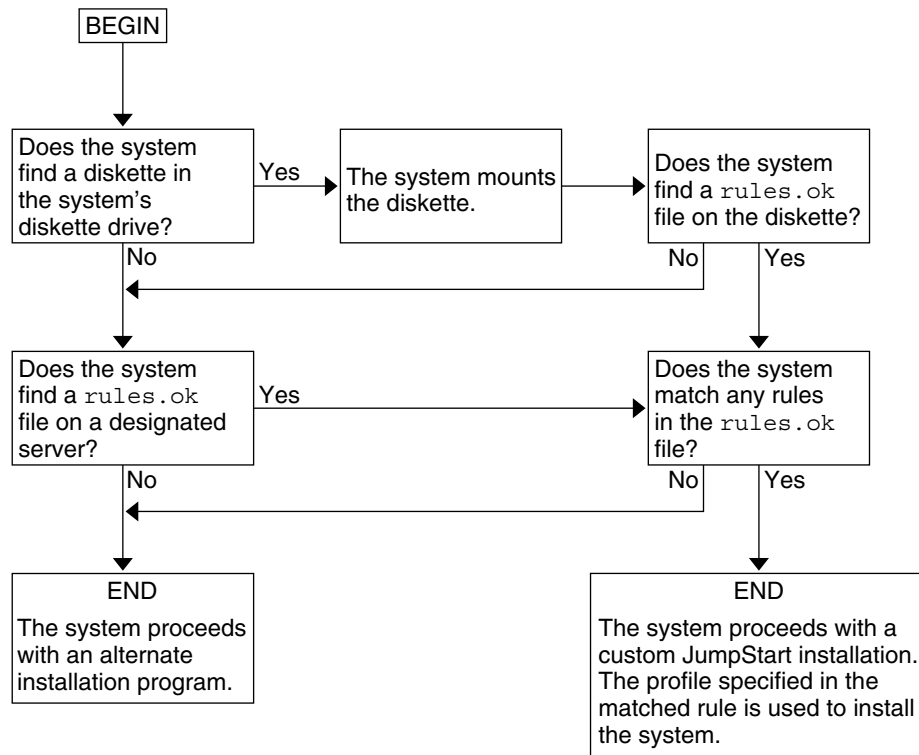 BEGIN
Does the system
find a diskette in
the system's
diskette drive?
Yes
The system mounts
the diskette.
Does the system
find a rules.ok
file on the diskette?
No
No
Yes
Does the system
find a rules.ok
file on a designated
server?
Yes
Does the system
match any rules
in the rules.ok
file?
No
No
Yes
END
The system proceeds
with an alternate
installation program.
END
The system proceeds with a
custom JumpStart installation.
The profile specified in the
matched rule is used to install
the system.